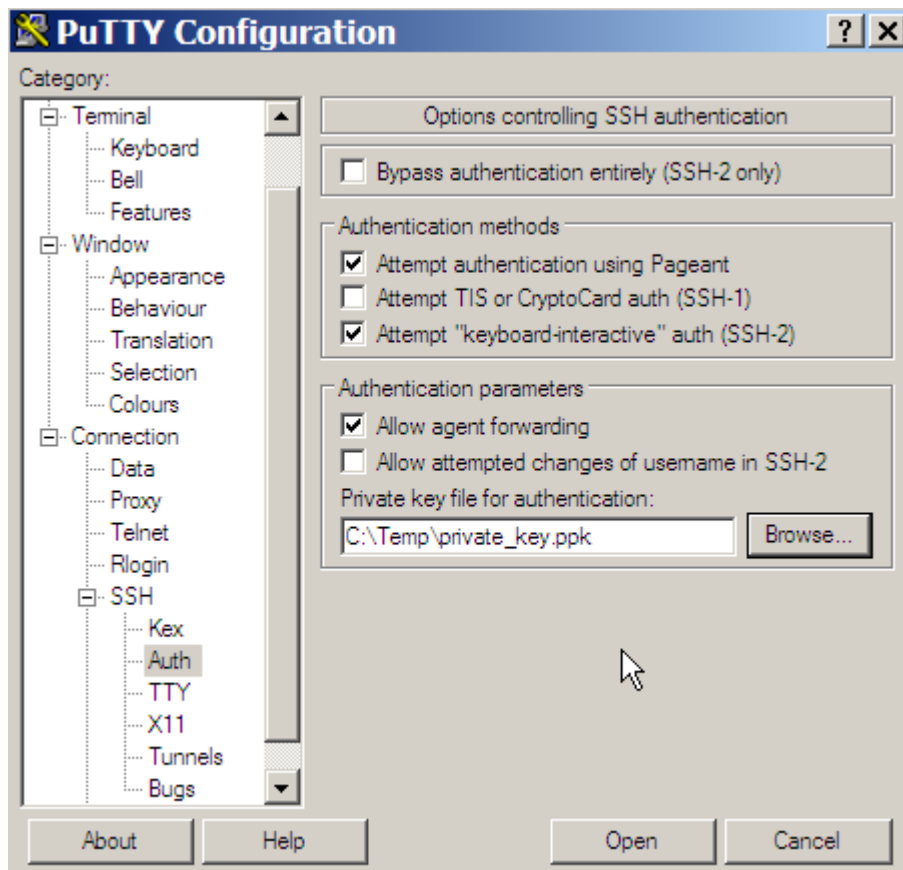 PuTTY Configuration
?
Category:
Terminal
Keyboard
Bell
Features
Window
Appearance
Behaviour
Translation
Selection
Colours
Connection
Data
Proxy
Telnet
Rlogin
SSH
Kex
Auth
TTY
X11
Tunnels
Bugs
Options controlling SSH authentication
Bypass authentication entirely (SSH-2 only)
Authentication methods
Attempt authentication using Pageant
Attempt TIS or CryptoCard auth (SSH-1)
Attempt "keyboard-interactive" auth (SSH-2)
Authentication parameters
Allow agent forwarding
Allow attempted changes of username in SSH-2
Private key file for authentication:
C:\Temp\private_key.ppk
Browse...
About
Help
Open
Cancel